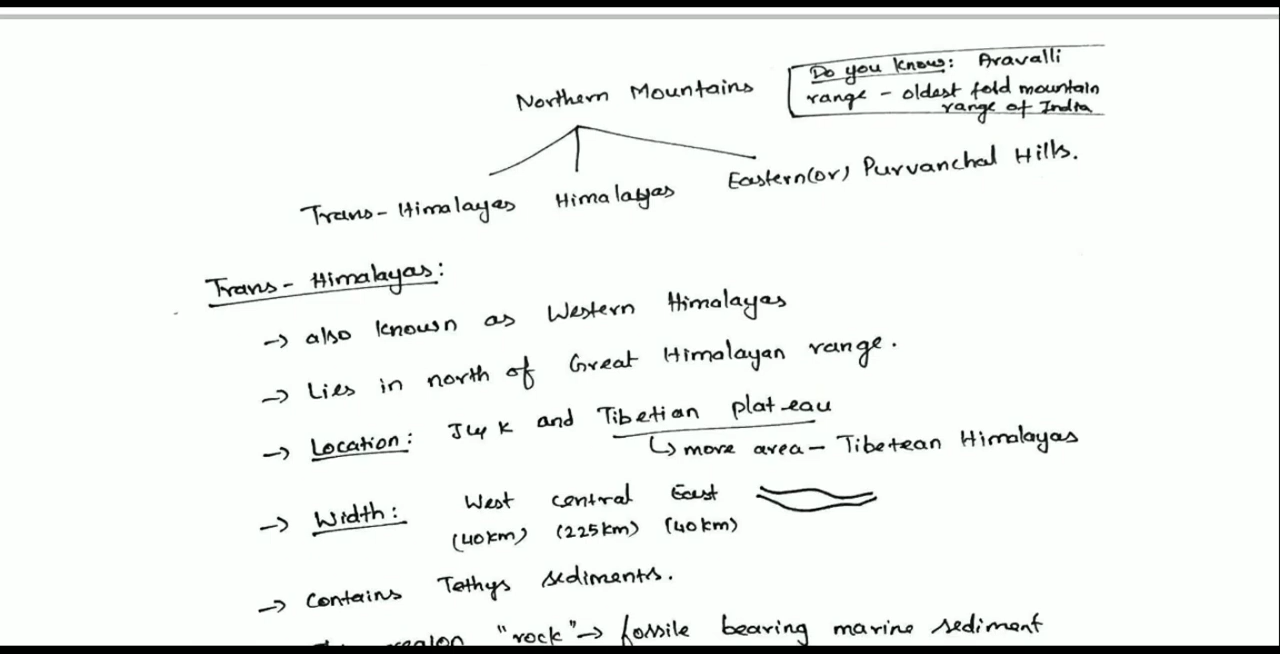 Northern Mountains
Do you know: Aravalli
range - oldest fold mountain
range of India
Trans-Himalayas Himalayas Eastern(or) Purvanchal Hills.
Trans-Himalayas:
→ also known as Western Himalayas
→ Lies in north of Great Himalayan range.
→ Location: J&K and Tibetian plateau
↳ more area - Tibetean Himalayas
→ Width: West central East
(40km) (225km) (40km)
→ Contains Tethys sediments.
"rock" → fossile bearing marine sediment